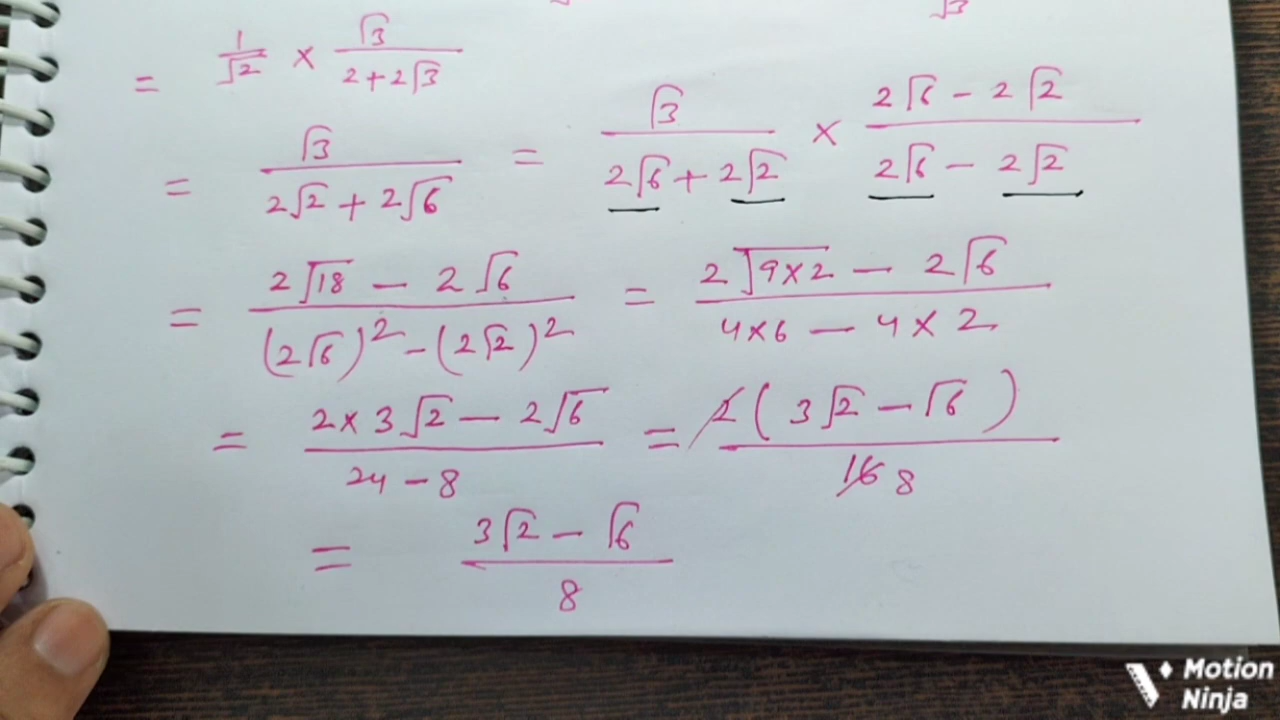 √3
= 1/√2 × √3/(2+2√3)
= √3/(2√2 + 2√6) = √3/(2√6 + 2√2) × (2√6 - 2√2)/(2√6 - 2√2)
= (2√18 - 2√6)/((2√6)² - (2√2)²) = (2√(9×2) - 2√6)/(4×6 - 4×2)
= (2×3√2 - 2√6)/(24 - 8) = 2(3√2 - √6)/16 8
= (3√2 - √6)/8
Motion
Ninja